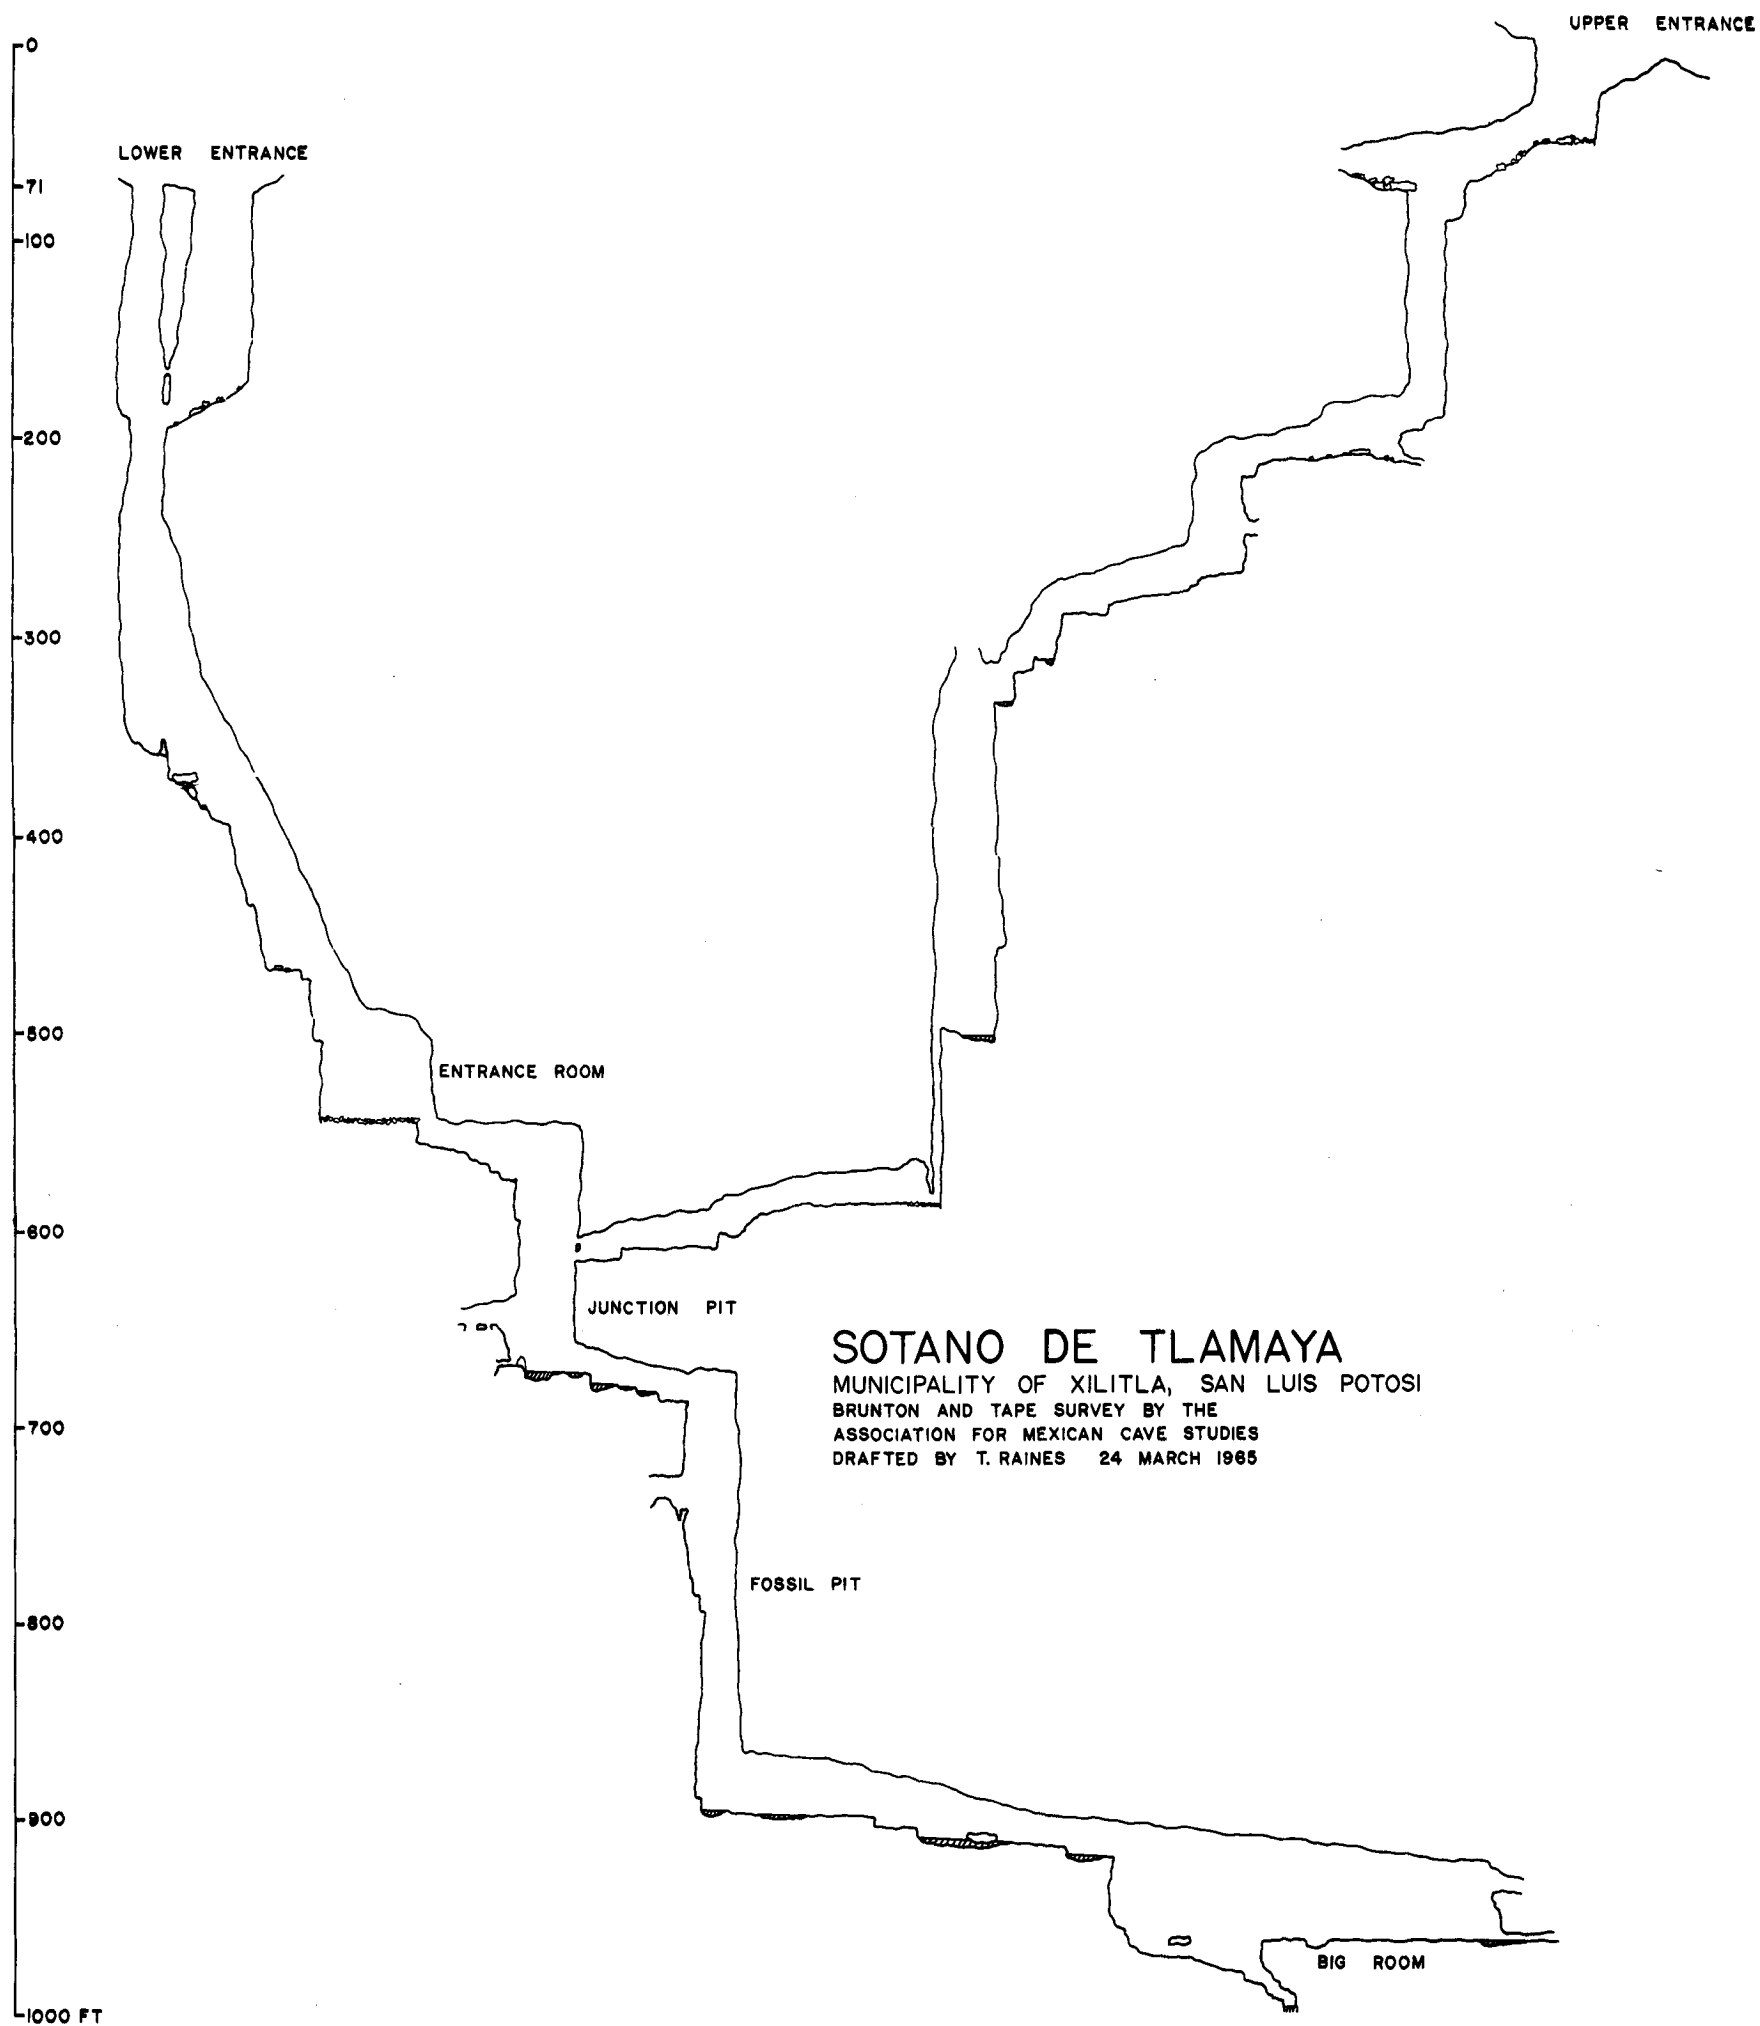 UPPER ENTRANCE
0
LOWER ENTRANCE
71
100
200
300
400
500
ENTRANCE ROOM
600
JUNCTION PIT
SOTANO DE TLAMAYA
MUNICIPALITY OF XILITLA, SAN LUIS POTOSI
BRUNTON AND TAPE SURVEY BY THE
ASSOCIATION FOR MEXICAN CAVE STUDIES
DRAFTED BY T. RAINES 24 MARCH 1965
700
FOSSIL PIT
800
900
BIG ROOM
1000 FT